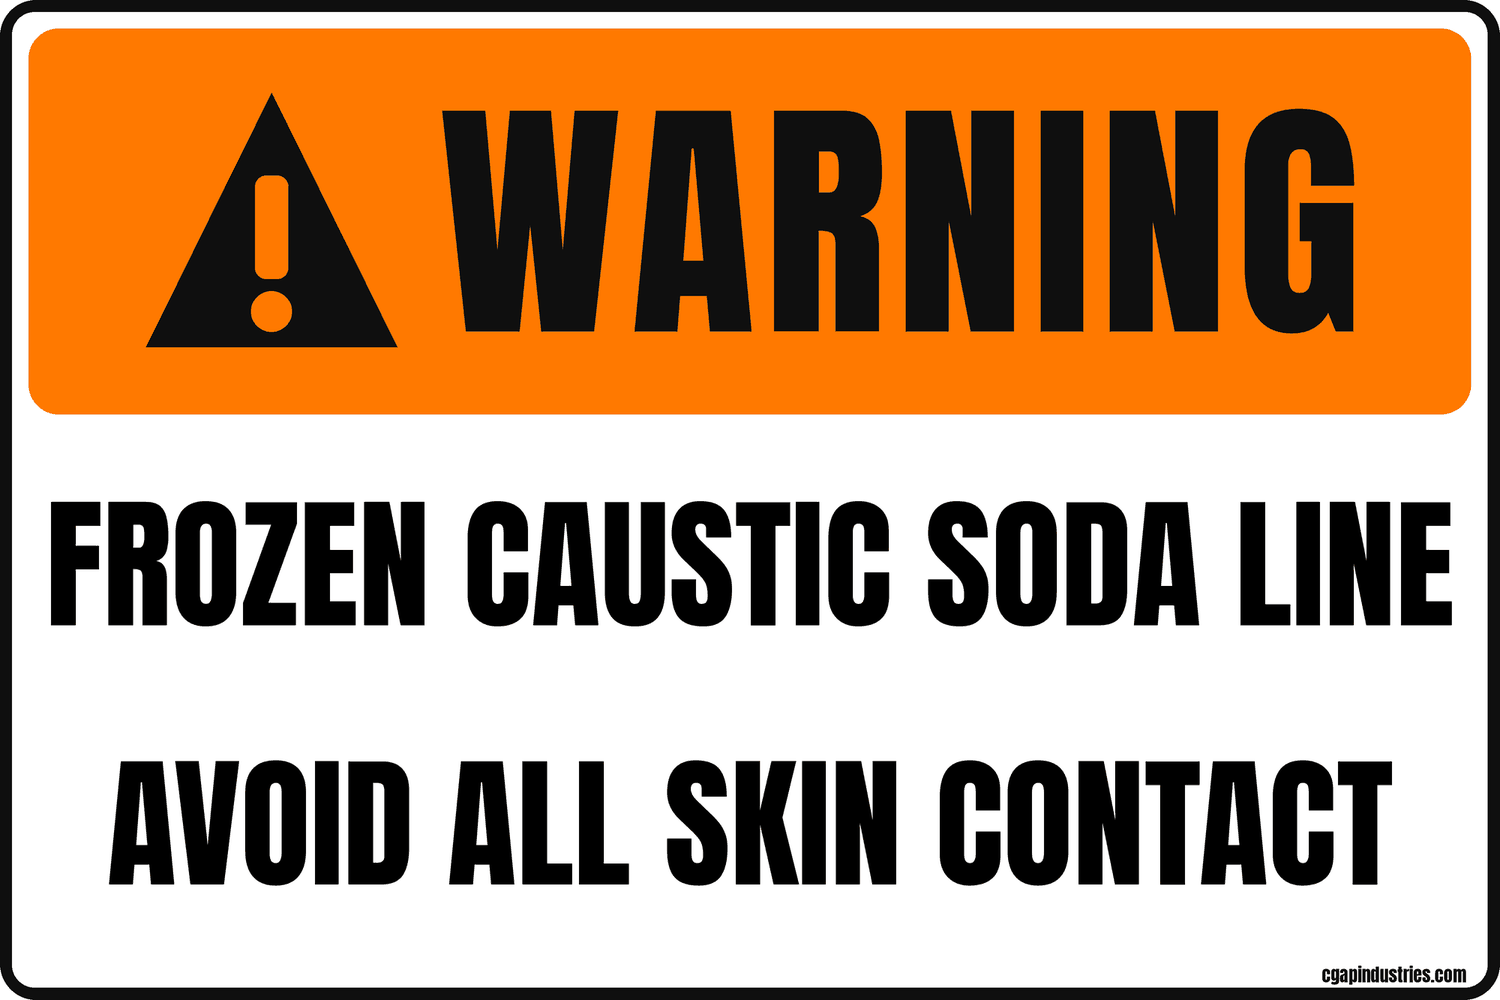 WARNING
FROZEN CAUSTIC SODA LINE
AVOID ALL SKIN CONTACT
cgapindustries.com